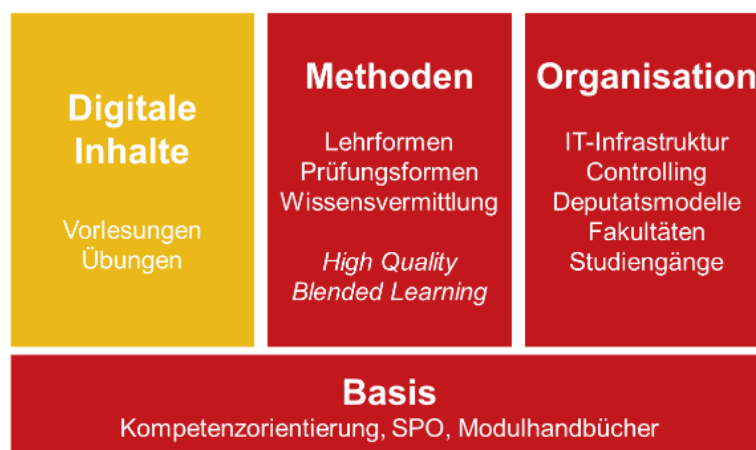 Digitale
Inhalte
Vorlesungen
Übungen
Methoden
Lehrformen
Prüfungsformen
Wissensvermittlung
High Quality
Blended Learning
Organisation
IT-Infrastruktur
Controlling
Deputatsmodelle
Fakultäten
Studiengänge
Basis
Kompetenzorientierung, SPO, Modulhandbücher